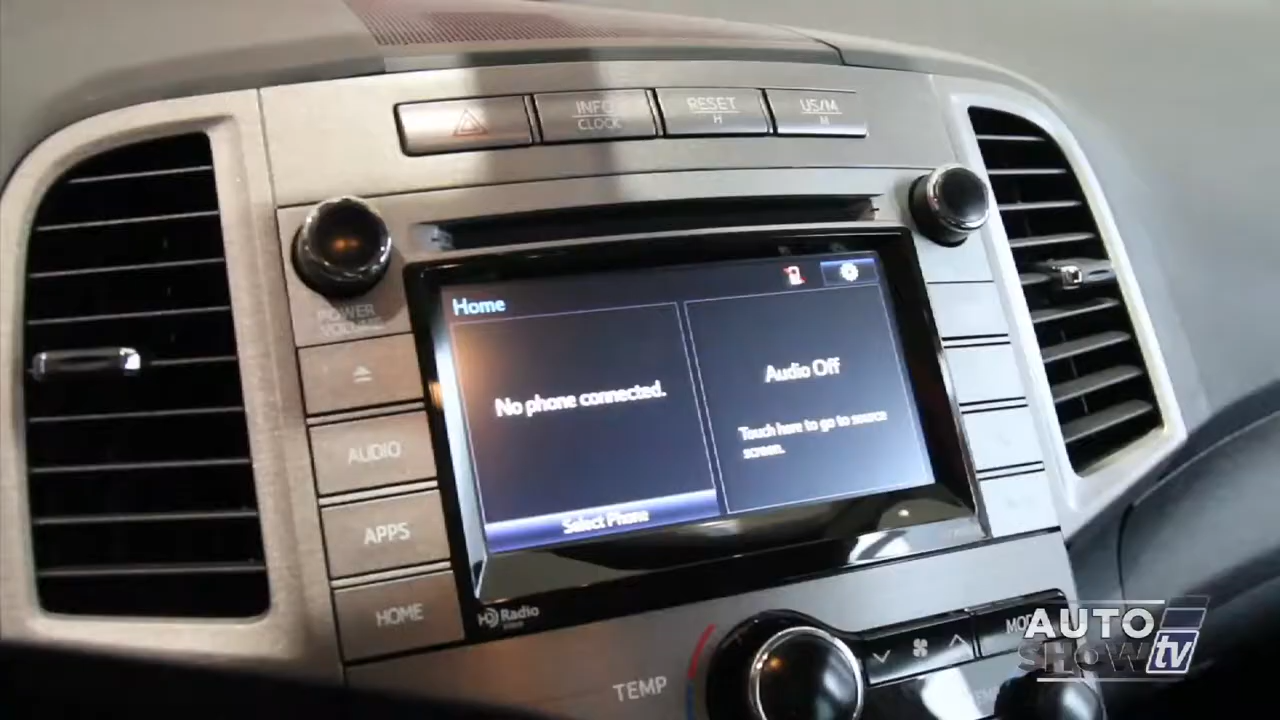 INFO
CLOCK
RESET
H
US/M
M
POWER
VOLUME
AUDIO
APPS
HOME
Home
No phone connected.
Select Phone
Audio Off
Touch here to go to source
screen.
HD Radio
TEMP
AUTO
SHOW tv